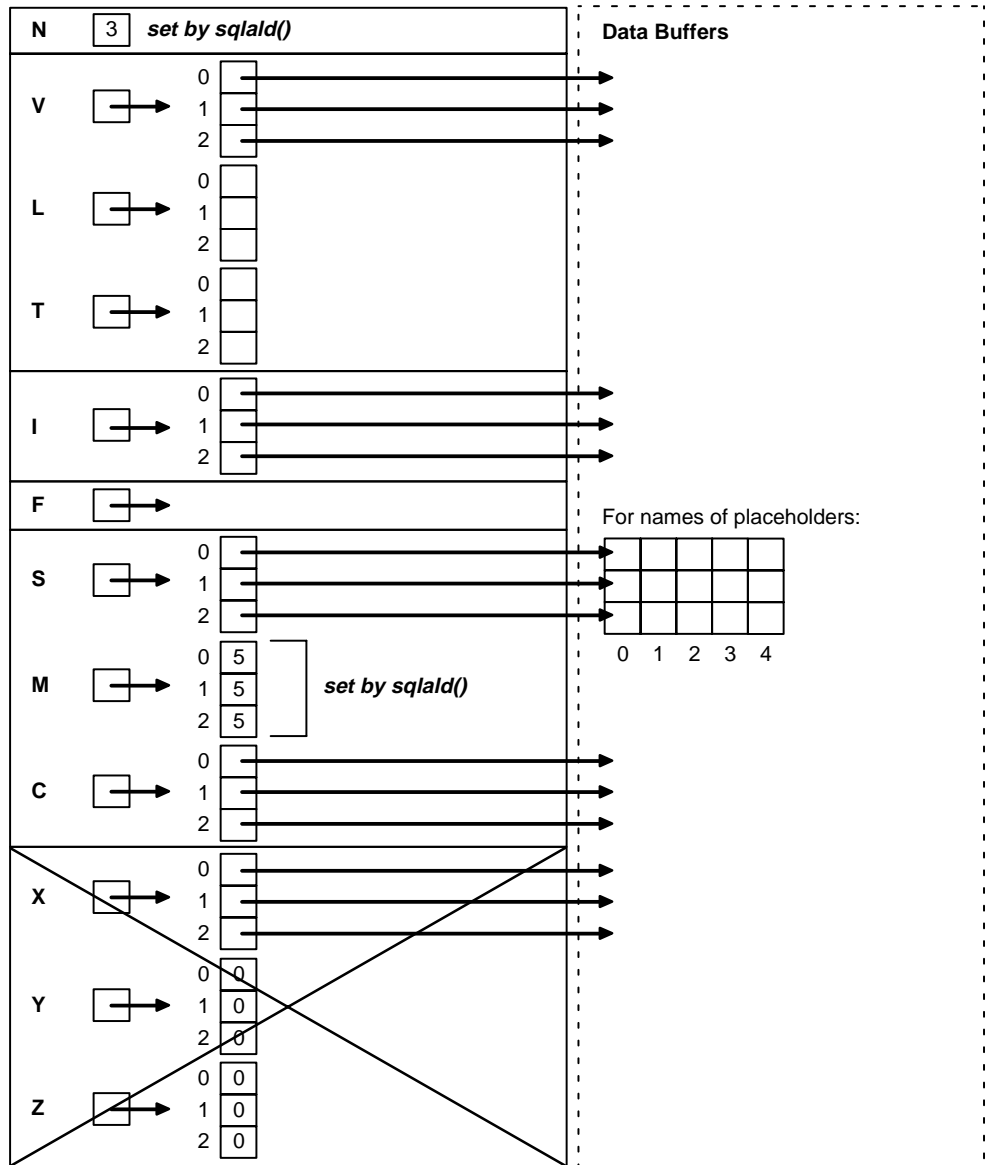 N 3 set by sqlald()
Data Buffers
0
V 1
2
0
L 1
2
0
T 1
2
0
I 1
2
F
For names of placeholders:
0
S 1
2
0 1 2 3 4
0 5
M 1 5 set by sqlald()
2 5
0
C 1
2
0
X 1
2
0 0
Y 1 0
2 0
0 0
Z 1 0
2 0